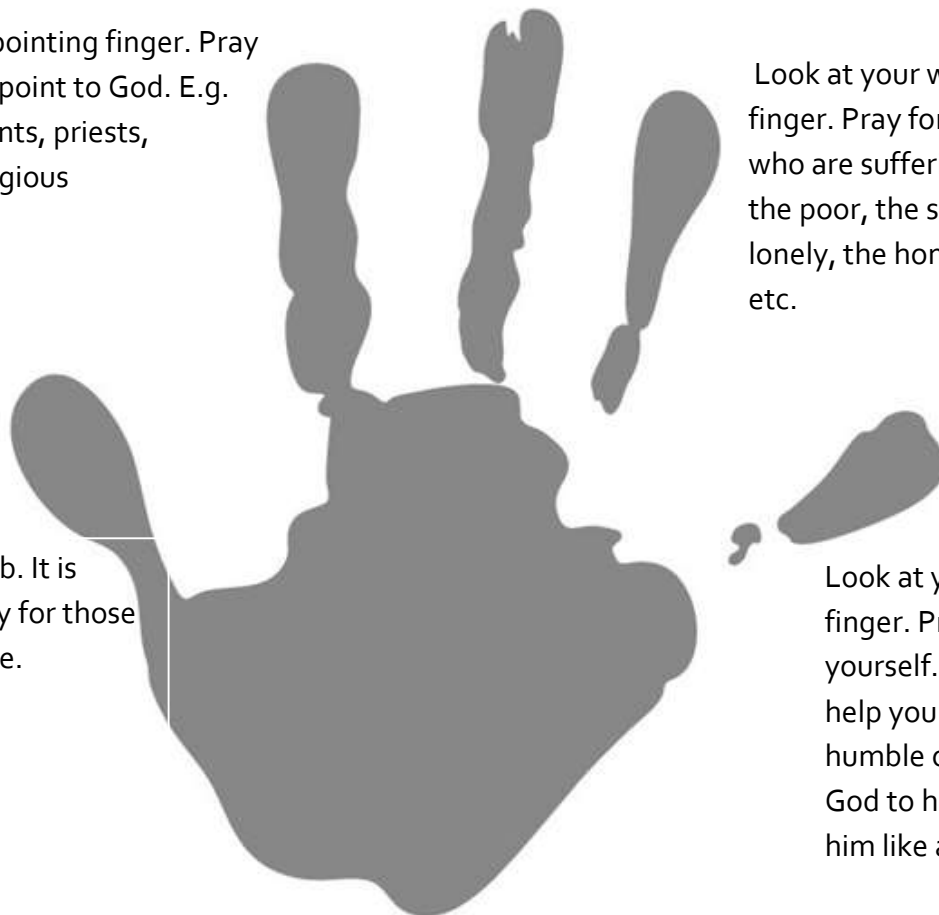 pointing finger. Pray
point to God. E.g.
nts, priests,
gious
Look at your w
finger. Pray for
who are suffer
the poor, the s
lonely, the hom
etc.
b. It is
y for those
e.
Look at y
finger. Pr
yourself.
help you
humble c
God to h
him like a